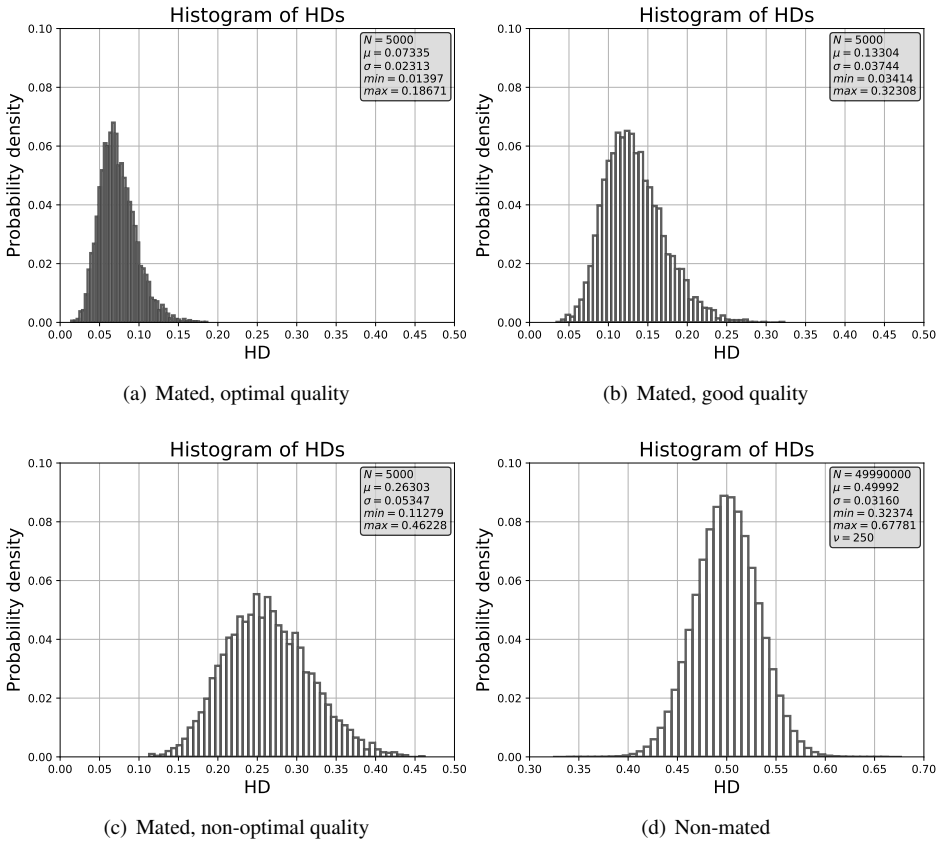 Histogram of HDs
N = 5000
μ = 0.07335
σ = 0.02313
min = 0.01397
max = 0.18671
Probability density
0.10
0.08
0.06
0.04
0.02
0.00
0.00 0.05 0.10 0.15 0.20 0.25 0.30 0.35 0.40 0.45 0.50
HD
(a) Mated, optimal quality
Histogram of HDs
N = 5000
μ = 0.13304
σ = 0.03744
min = 0.03414
max = 0.32308
Probability density
0.10
0.08
0.06
0.04
0.02
0.00
0.00 0.05 0.10 0.15 0.20 0.25 0.30 0.35 0.40 0.45 0.50
HD
(b) Mated, good quality
Histogram of HDs
N = 5000
μ = 0.26303
σ = 0.05347
min = 0.11279
max = 0.46228
Probability density
0.10
0.08
0.06
0.04
0.02
0.00
0.00 0.05 0.10 0.15 0.20 0.25 0.30 0.35 0.40 0.45 0.50
HD
(c) Mated, non-optimal quality
Histogram of HDs
N = 49990000
μ = 0.49992
σ = 0.03160
min = 0.32374
max = 0.67781
ν = 250
Probability density
0.10
0.08
0.06
0.04
0.02
0.00
0.30 0.35 0.40 0.45 0.50 0.55 0.60 0.65 0.70
HD
(d) Non-mated